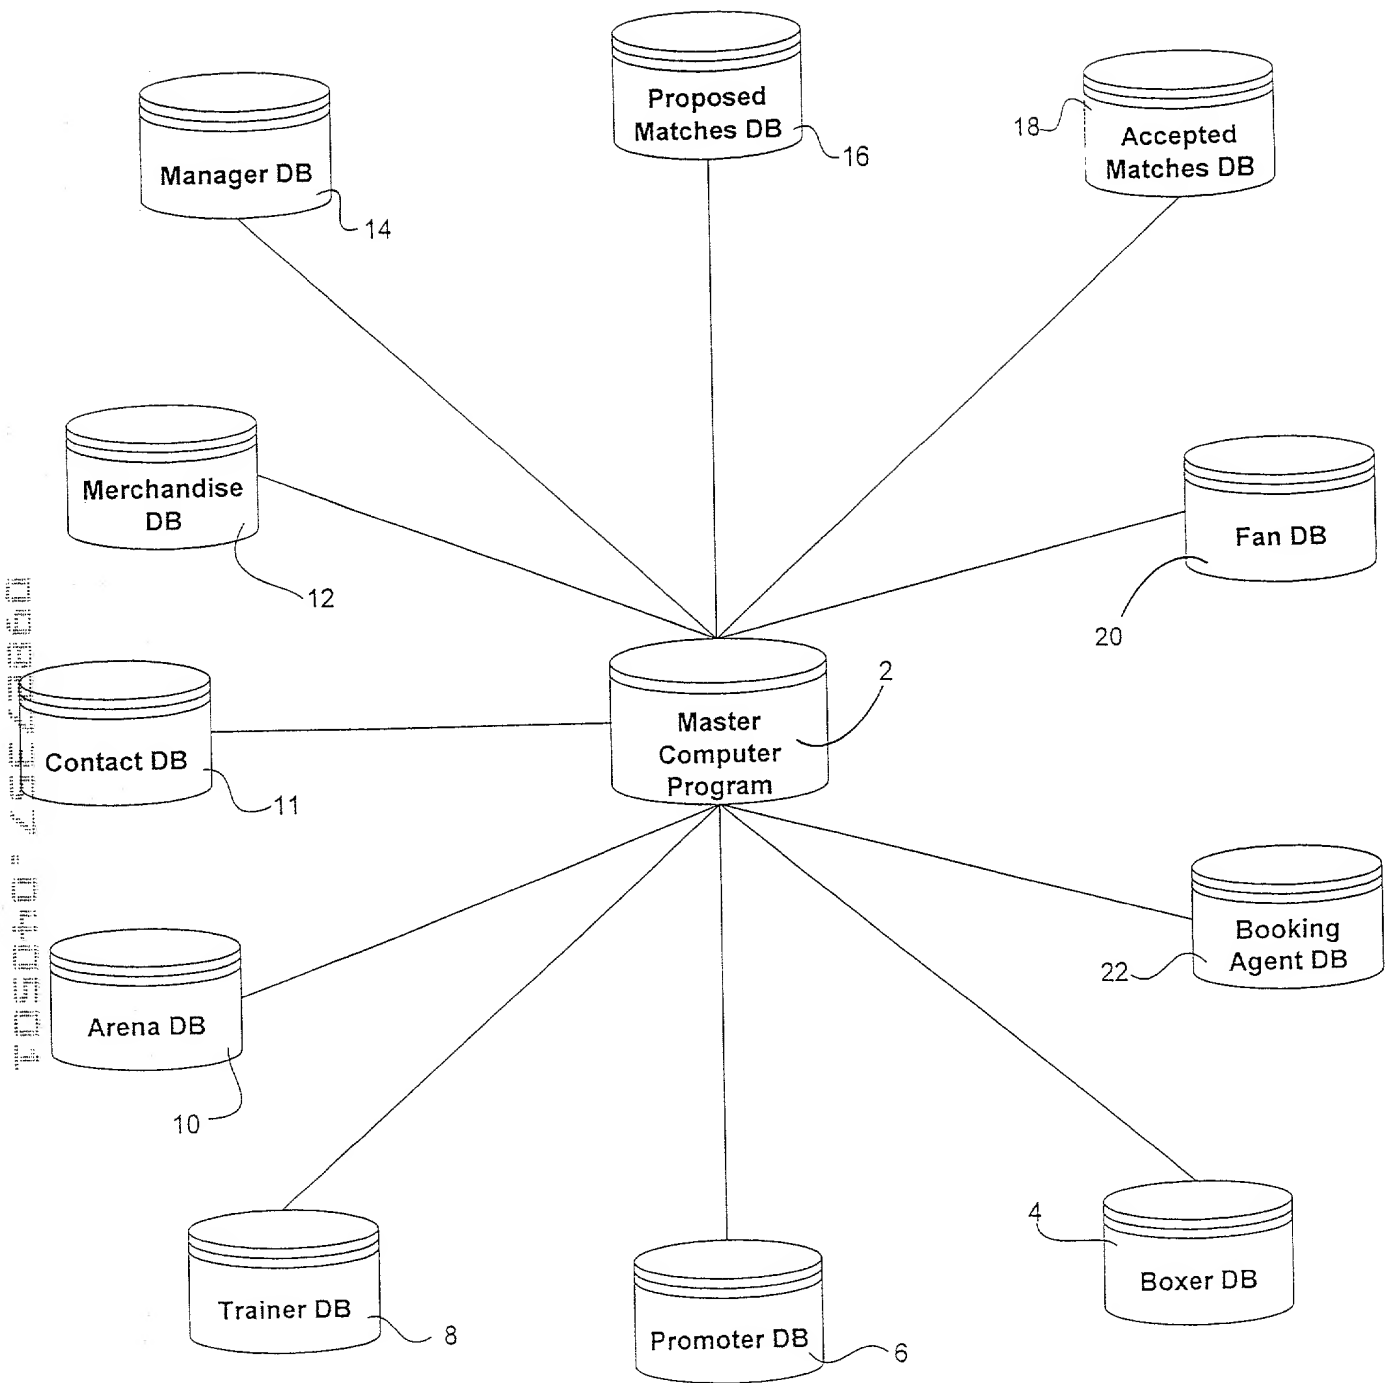 Proposed
Matches DB
16
Accepted
Matches DB
18
Manager DB
14
Merchandise
DB
12
Fan DB
20
Master
Computer
Program
2
Contact DB
11
Booking
Agent DB
22
Arena DB
10
Trainer DB
8
Promoter DB
6
Boxer DB
4